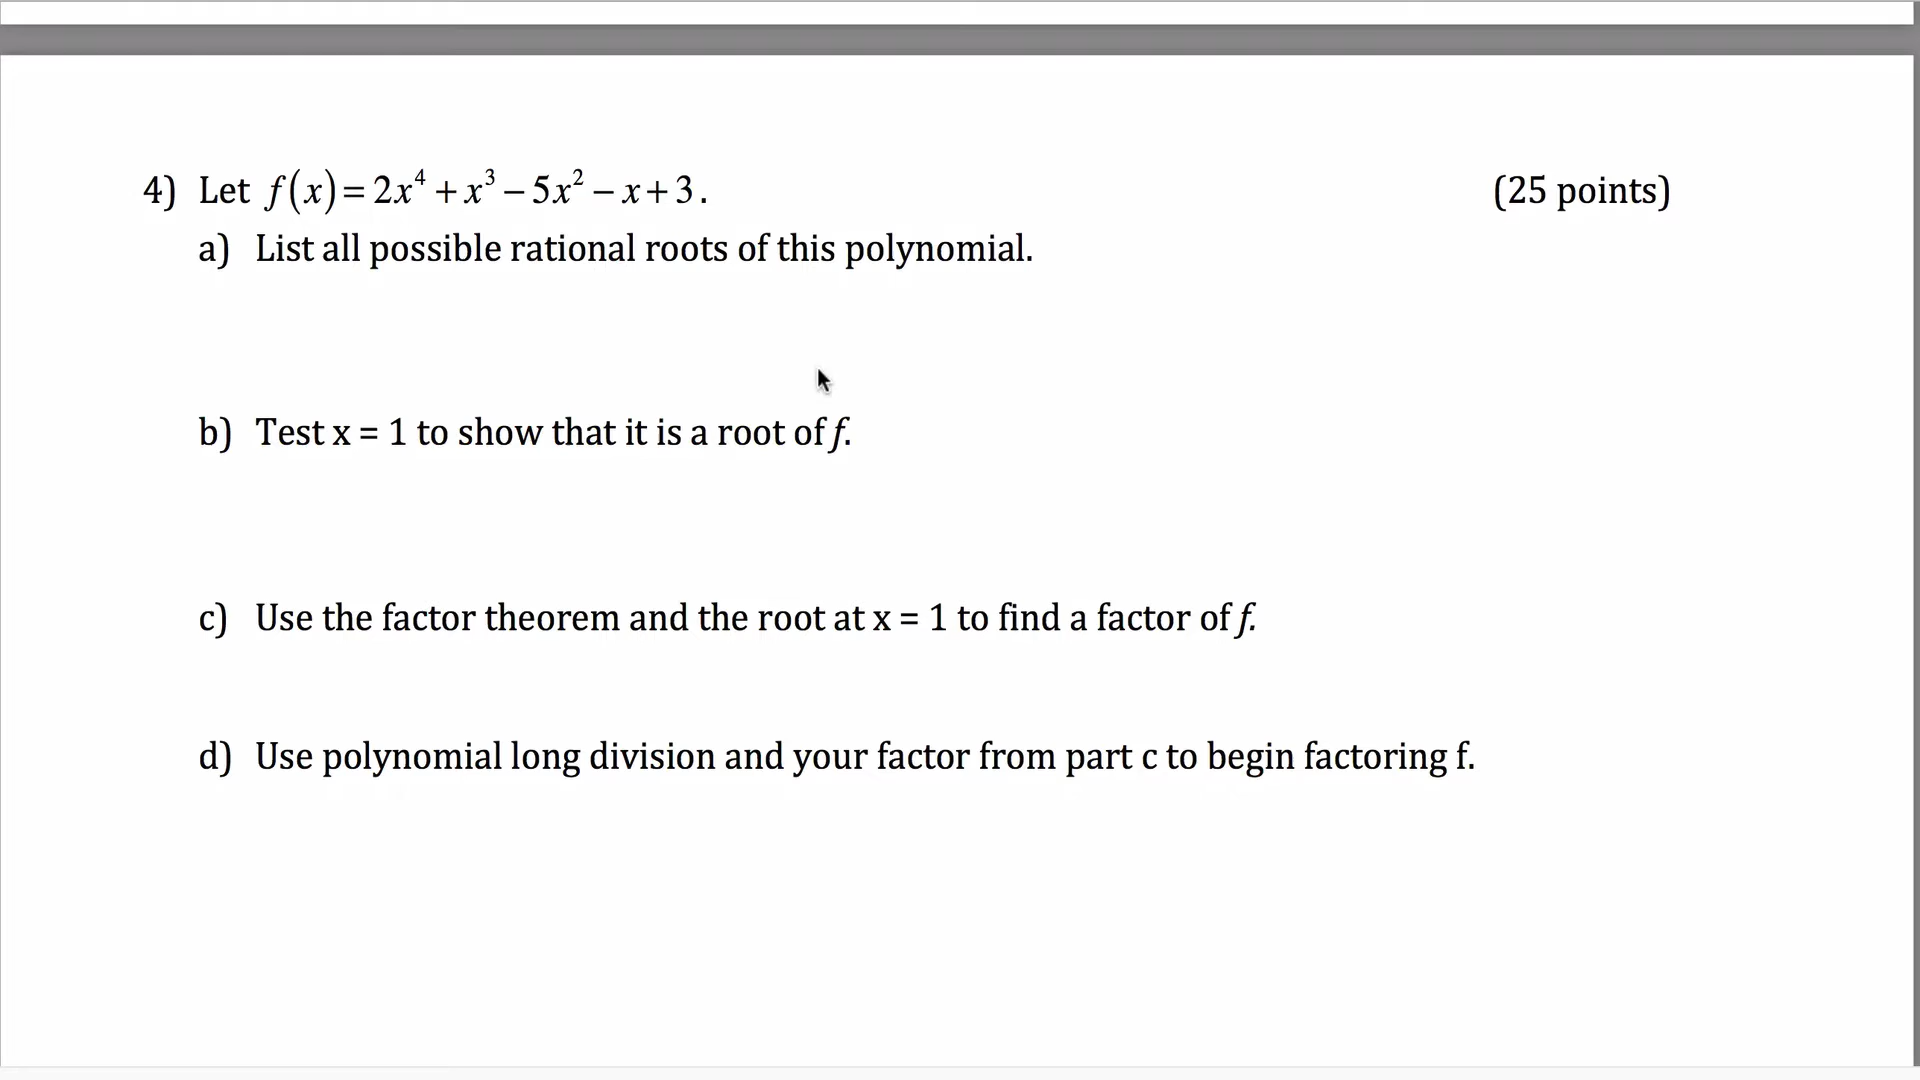 4) Let f(x) = 2x⁴ + x³ − 5x² − x + 3. (25 points)
a) List all possible rational roots of this polynomial.
b) Test x = 1 to show that it is a root of f.
c) Use the factor theorem and the root at x = 1 to find a factor of f.
d) Use polynomial long division and your factor from part c to begin factoring f.